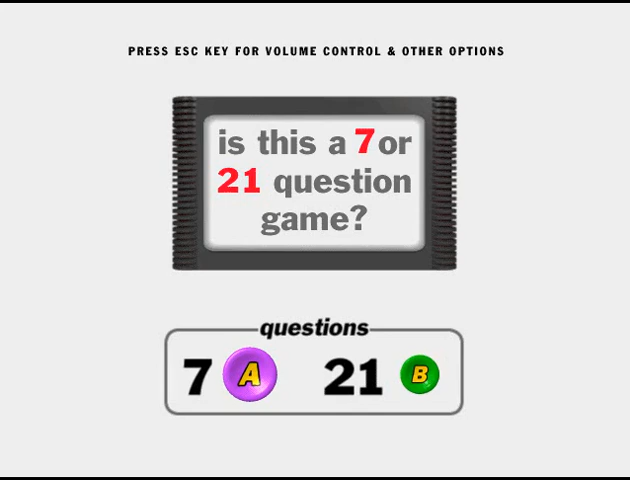 PRESS ESC KEY FOR VOLUME CONTROL & OTHER OPTIONS
is this a 7 or
21 question
game?
questions
7 A 21 B